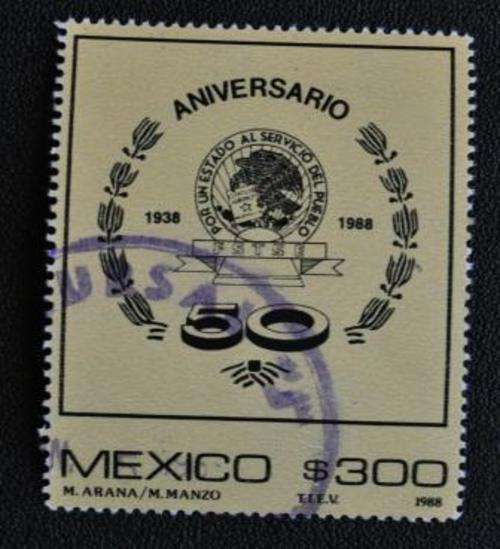 ANIVERSARIO
POR UN ESTADO AL SERVICIO DEL PUEBLO
1938
1988
FSTSE
50
MEXICO $300
M. ARANA/M. MANZO
T.I.E.V.
1988